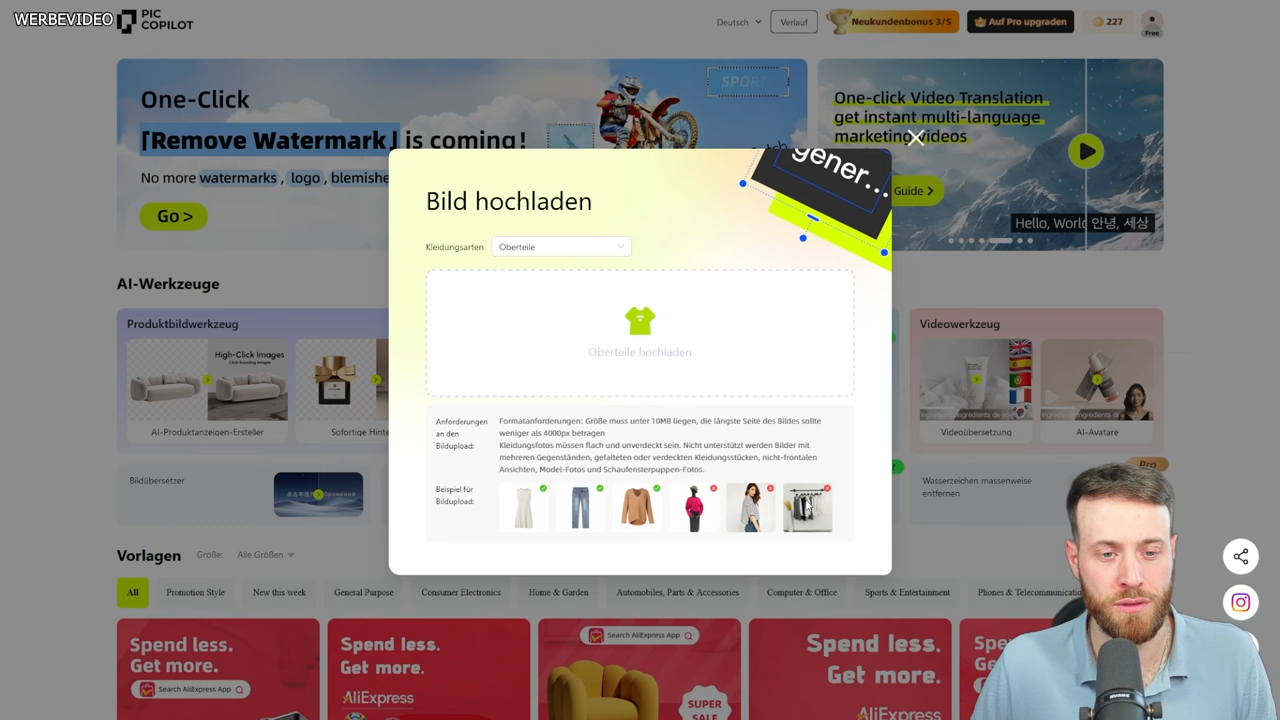 WERBEVIDEO
PIC
COPILOT
Deutsch
Verlauf
Neukundenbonus 3/5
Auf Pro upgraden
227
Free
One-Click
「Remove Watermark」 is coming!
No more watermarks, logo, blemishe
Go >
SPORT
One-click Video Translation
get instant multi-language
marketing videos
Guide >
Hello, World 안녕, 세상
gener...
Bild hochladen
Kleidungsarten
Oberteile
Oberteile hochladen
Anforderungen
an den
Bildupload:
Formatanforderungen: Größe muss unter 10MB liegen, die längste Seite des Bildes sollte
weniger als 4000px betragen
Kleidungsfotos müssen flach und unverdeckt sein. Nicht unterstützt werden Bilder mit
mehreren Gegenständen, gefalteten oder verdeckten Kleidungsstücken, nicht-frontalen
Ansichten, Model-Fotos und Schaufensterpuppen-Fotos.
Beispiel für
Bildupload:
AI-Werkzeuge
Produktbildwerkzeug
High-Click Images
AI-Produktanzeigen-Ersteller
Sofortige Hinte
Videowerkzeug
Videoübersetzung
AI-Avatare
Bildübersetzer
Pro
Wasserzeichen massenweise
entfernen
Vorlagen
Größe:
Alle Größen
All
Promotion Style
New this week
General Purpose
Consumer Electronics
Home & Garden
Automobiles, Parts & Accessories
Computer & Office
Sports & Entertainment
Phones & Telecommunicatio
Spend less.
Get more.
Search AliExpress App
Spend less.
Get more.
AliExpress
Search AliExpress App
SUPER
SALE
Spend less.
Get more.
AliExpress
Spend le
Get mor
Search AliExpre